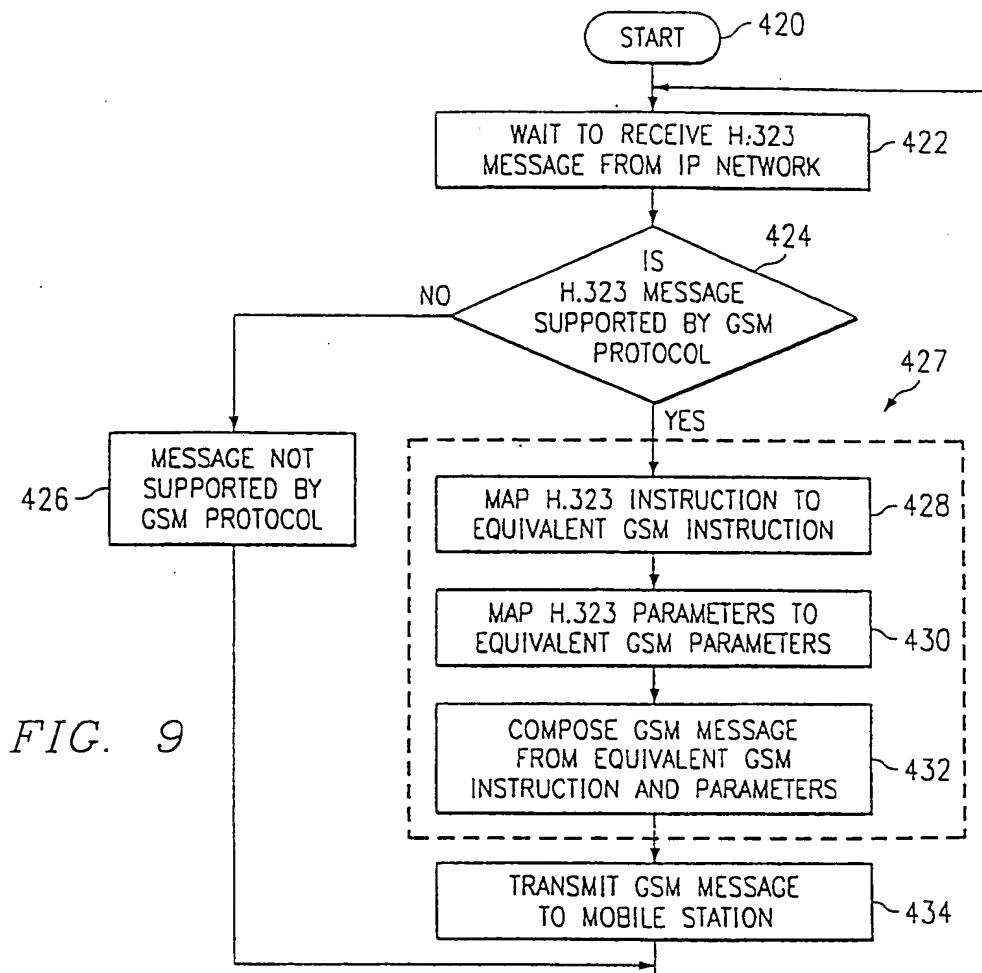 START
420
WAIT TO RECEIVE H.323
MESSAGE FROM IP NETWORK
422
424
IS
H.323 MESSAGE
SUPPORTED BY GSM
PROTOCOL
NO
427
YES
MESSAGE NOT
SUPPORTED BY
GSM PROTOCOL
426
MAP H.323 INSTRUCTION TO
EQUIVALENT GSM INSTRUCTION
428
MAP H.323 PARAMETERS TO
EQUIVALENT GSM PARAMETERS
430
FIG. 9
COMPOSE GSM MESSAGE
FROM EQUIVALENT GSM
INSTRUCTION AND PARAMETERS
432
TRANSMIT GSM MESSAGE
TO MOBILE STATION
434